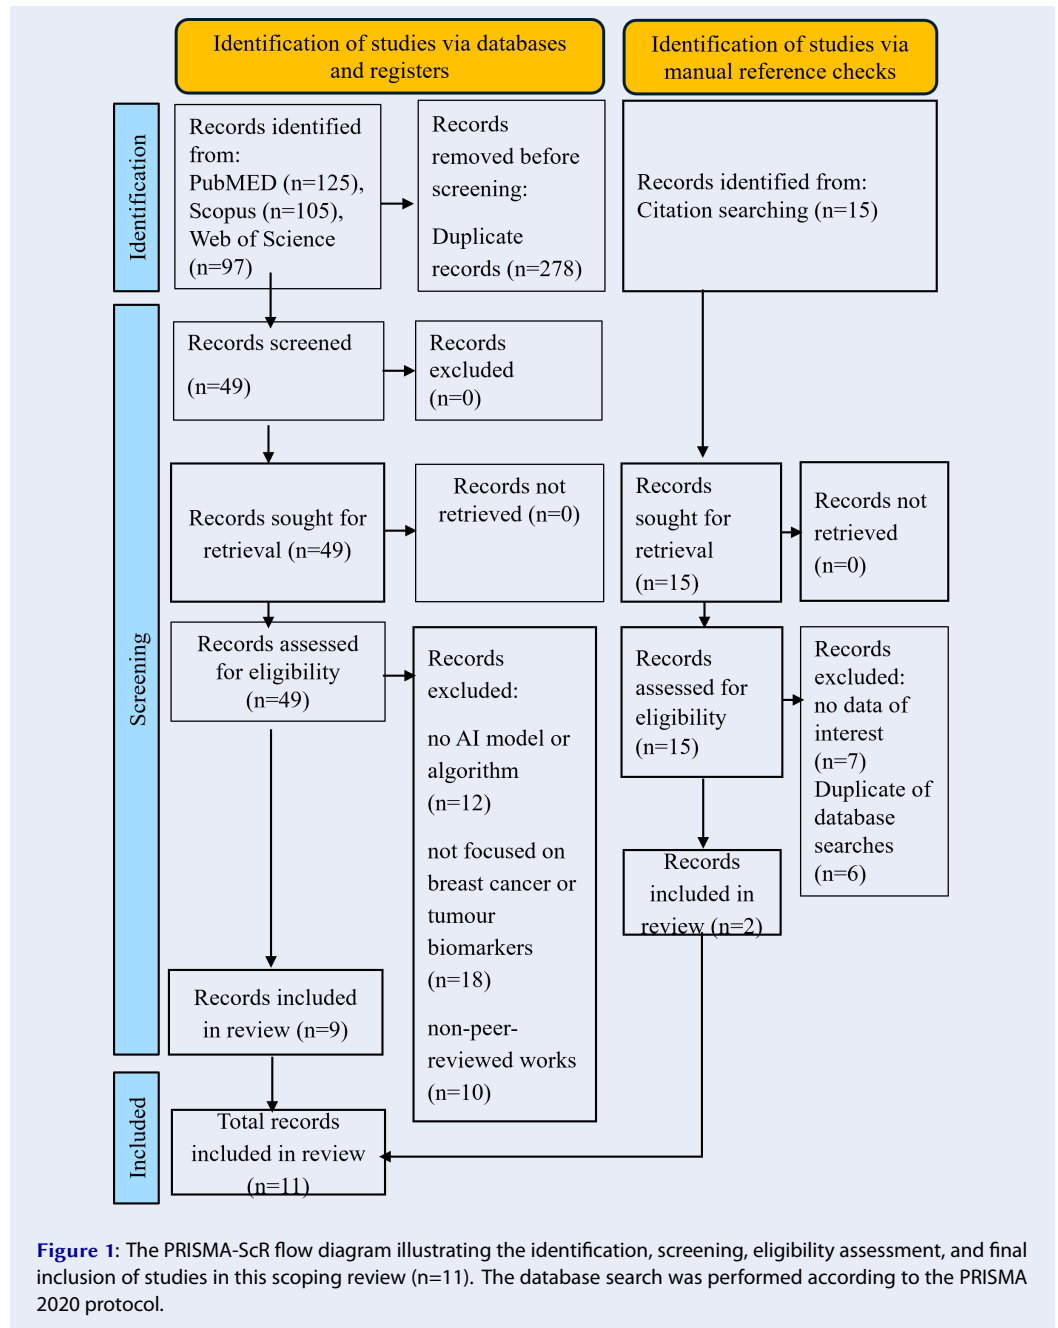 Identification of studies via databases
and registers
Identification of studies via
manual reference checks
Identification
Records identified
from:
PubMED (n=125),
Scopus (n=105),
Web of Science
(n=97)
Records
removed before
screening:
Duplicate
records (n=278)
Records identified from:
Citation searching (n=15)
Screening
Records screened
(n=49)
Records
excluded
(n=0)
Records sought for
retrieval (n=49)
Records not
retrieved (n=0)
Records
sought for
retrieval
(n=15)
Records not
retrieved
(n=0)
Records assessed
for eligibility
(n=49)
Records
excluded:
no AI model or
algorithm
(n=12)
not focused on
breast cancer or
tumour
biomarkers
(n=18)
non-peer-
reviewed works
(n=10)
Records
assessed for
eligibility
(n=15)
Records
excluded:
no data of
interest
(n=7)
Duplicate of
database
searches
(n=6)
Records
included in
review (n=2)
Records included
in review (n=9)
Included
Total records
included in review
(n=11)
Figure 1: The PRISMA-ScR flow diagram illustrating the identification, screening, eligibility assessment, and final
inclusion of studies in this scoping review (n=11). The database search was performed according to the PRISMA
2020 protocol.